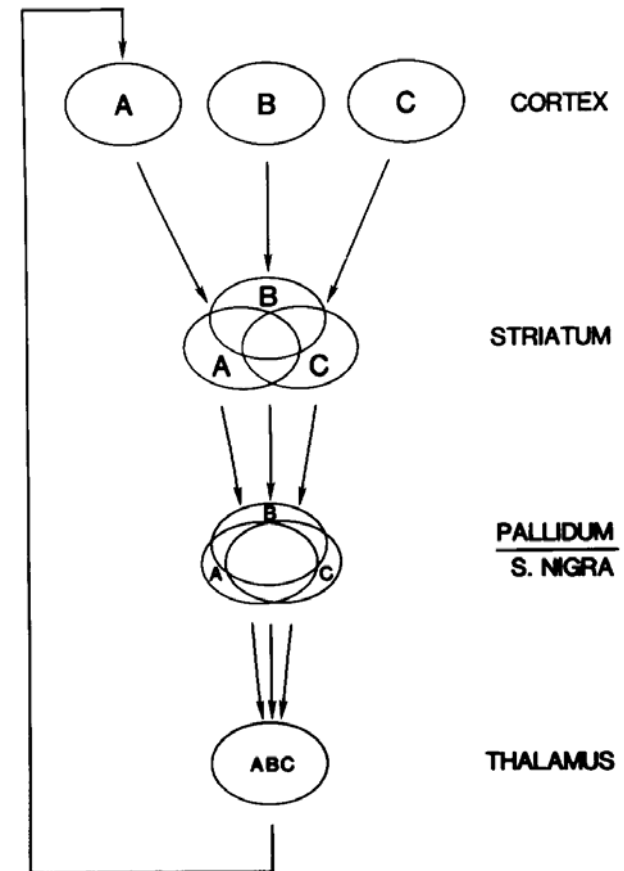 A B C CORTEX
B
A C STRIATUM
B
A C
PALLIDUM
S. NIGRA
ABC THALAMUS